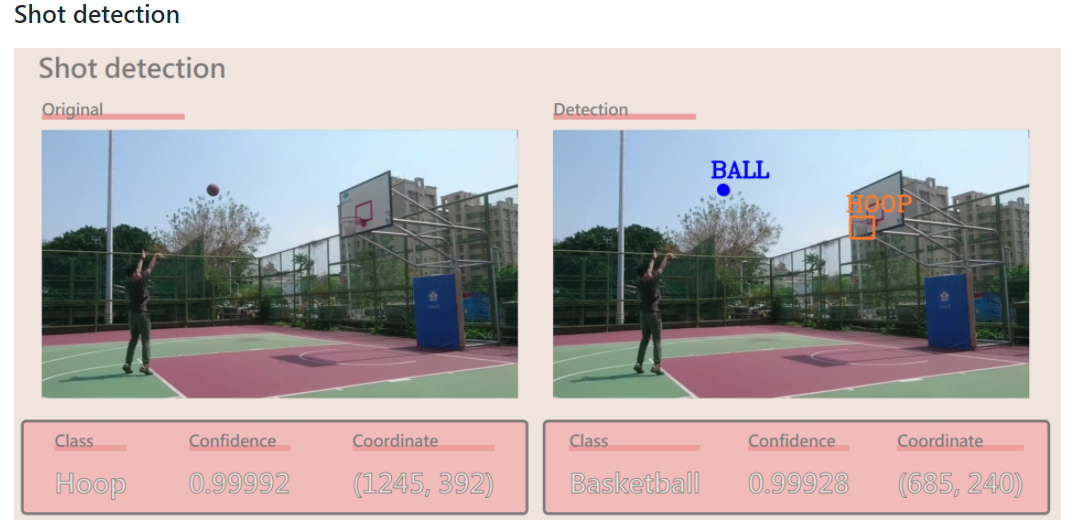 Shot detection
Shot detection
Original
Detection
BALL
HOOP
Class Confidence Coordinate
Hoop 0.99992 (1245, 392)
Class Confidence Coordinate
Basketball 0.99928 (685, 240)